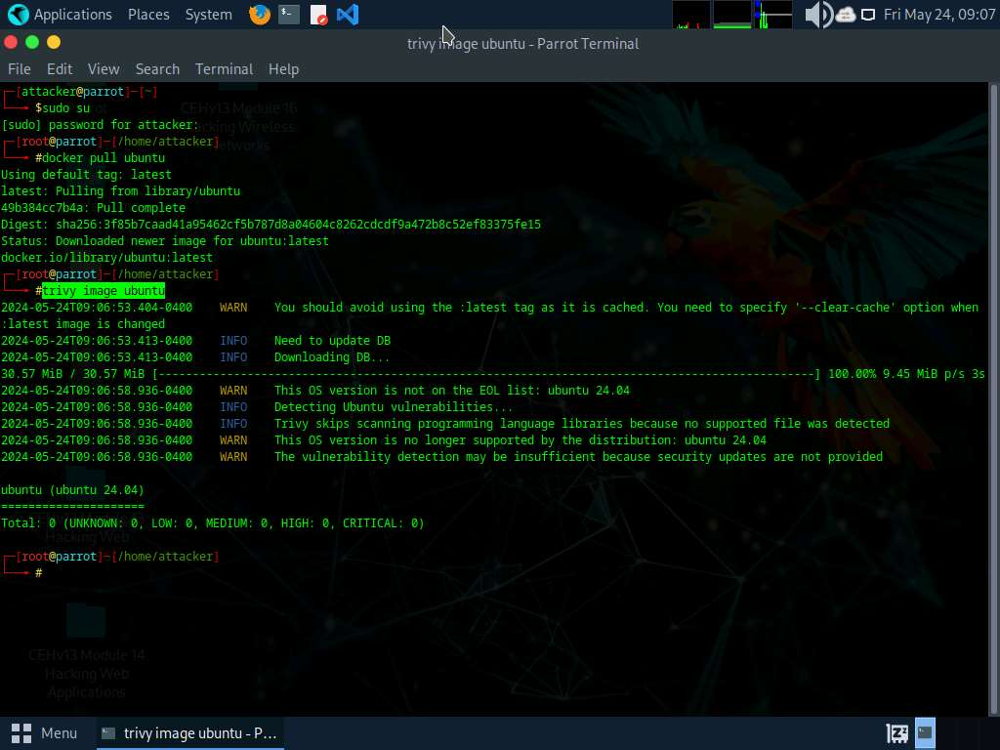 Applications Places System Fri May 24, 09:07
trivy image ubuntu - Parrot Terminal
File Edit View Search Terminal Help
┌─[attacker@parrot]─[~]
└──╼ $sudo su
[sudo] password for attacker:
┌─[root@parrot]─[/home/attacker]
└──╼ #docker pull ubuntu
Using default tag: latest
latest: Pulling from library/ubuntu
49b384cc7b4a: Pull complete
Digest: sha256:3f85b7caad41a95462cf5b787d8a04604c8262cdcdf9a472b8c52ef83375fe15
Status: Downloaded newer image for ubuntu:latest
docker.io/library/ubuntu:latest
┌─[root@parrot]─[/home/attacker]
└──╼ #trivy image ubuntu
2024-05-24T09:06:53.404-0400 WARN You should avoid using the :latest tag as it is cached. You need to specify '--clear-cache' option when
:latest image is changed
2024-05-24T09:06:53.413-0400 INFO Need to update DB
2024-05-24T09:06:53.413-0400 INFO Downloading DB...
30.57 MiB / 30.57 MiB [------------------------------------------------------------------------------------------------] 100.00% 9.45 MiB p/s 3s
2024-05-24T09:06:58.936-0400 WARN This OS version is not on the EOL list: ubuntu 24.04
2024-05-24T09:06:58.936-0400 INFO Detecting Ubuntu vulnerabilities...
2024-05-24T09:06:58.936-0400 INFO Trivy skips scanning programming language libraries because no supported file was detected
2024-05-24T09:06:58.936-0400 WARN This OS version is no longer supported by the distribution: ubuntu 24.04
2024-05-24T09:06:58.936-0400 WARN The vulnerability detection may be insufficient because security updates are not provided
ubuntu (ubuntu 24.04)
=====================
Total: 0 (UNKNOWN: 0, LOW: 0, MEDIUM: 0, HIGH: 0, CRITICAL: 0)
┌─[root@parrot]─[/home/attacker]
└──╼ #
CEHv13 Module 16
Hacking Wireless
Networks
Hacking Web
CEHv13 Module 14
Hacking Web
Applications
Menu trivy image ubuntu - P...